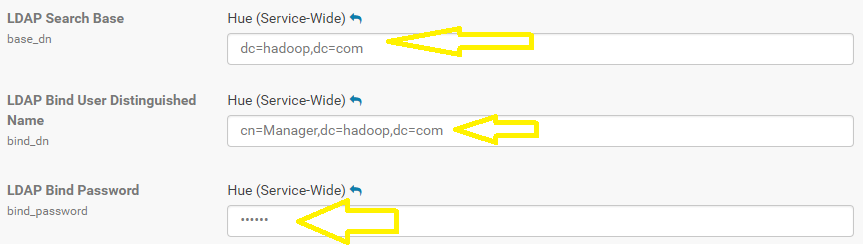 LDAP Search Base
Hue (Service-Wide)
base_dn
dc=hadoop,dc=com
LDAP Bind User Distinguished
Name
Hue (Service-Wide)
bind_dn
cn=Manager,dc=hadoop,dc=com
LDAP Bind Password
Hue (Service-Wide)
bind_password
••••••